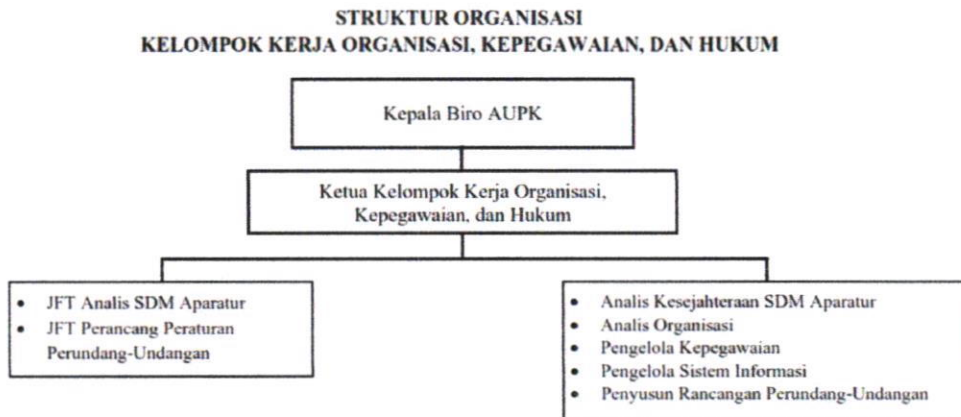 STRUKTUR ORGANISASI
KELOMPOK KERJA ORGANISASI, KEPEGAWAIAN, DAN HUKUM
Kepala Biro AUPK
Ketua Kelompok Kerja Organisasi,
Kepegawaian, dan Hukum
• JFT Analis SDM Aparatur
• JFT Perancang Peraturan
Perundang-Undangan
• Analis Kesejahteraan SDM Aparatur
• Analis Organisasi
• Pengelola Kepegawaian
• Pengelola Sistem Informasi
• Penyusun Rancangan Perundang-Undangan